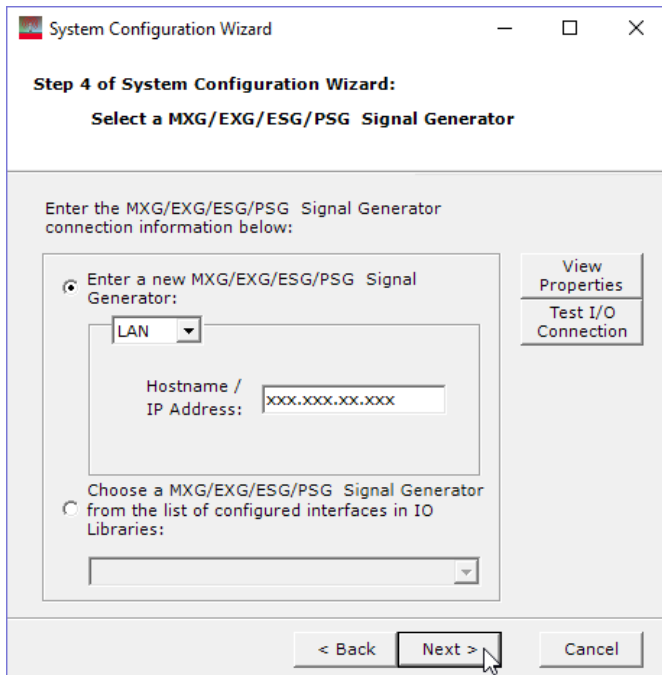 System Configuration Wizard
Step 4 of System Configuration Wizard:
Select a MXG/EXG/ESG/PSG Signal Generator
Enter the MXG/EXG/ESG/PSG Signal Generator
connection information below:
Enter a new MXG/EXG/ESG/PSG Signal
Generator:
LAN
Hostname /
IP Address:
xxx.xxx.xx.xxx
Choose a MXG/EXG/ESG/PSG Signal Generator
from the list of configured interfaces in IO
Libraries:
View
Properties
Test I/O
Connection
< Back
Next >
Cancel